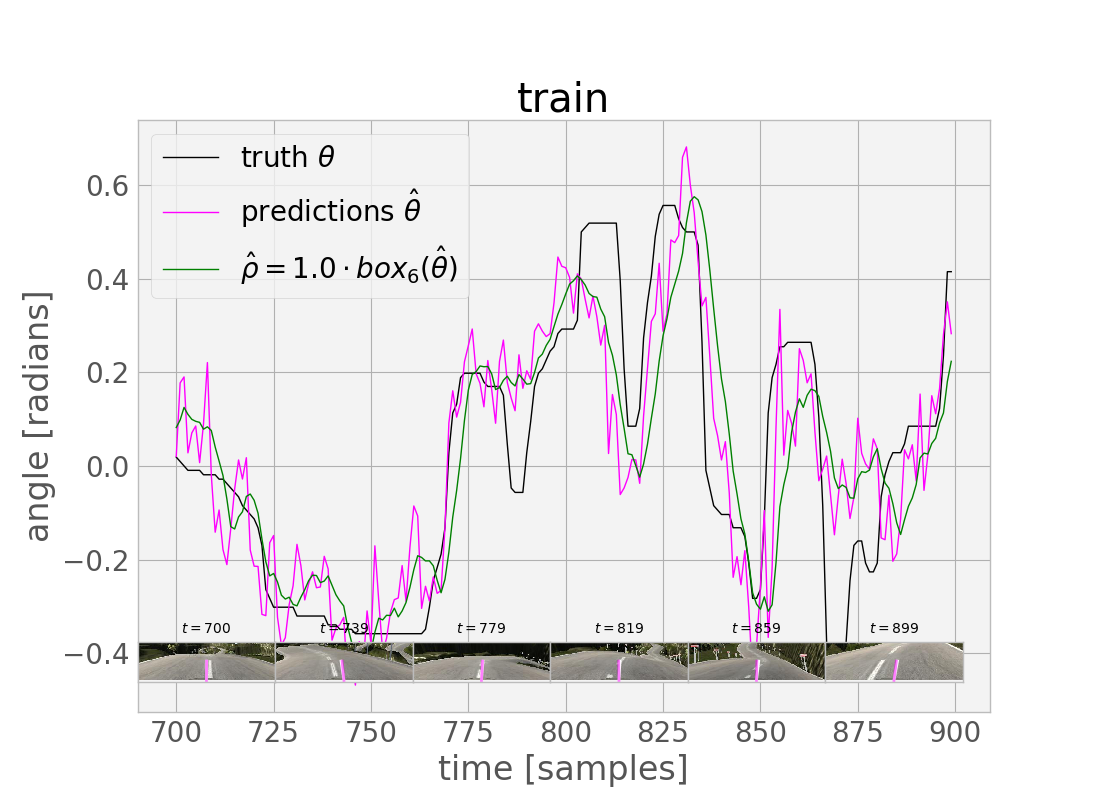 train
truth θ
predictions θ̂
ρ̂ = 1.0 · box₆(θ̂)
angle [radians]
0.6
0.4
0.2
0.0
−0.2
−0.4
t = 700 t = 739 t = 779 t = 819 t = 859 t = 899
700 725 750 775 800 825 850 875 900
time [samples]